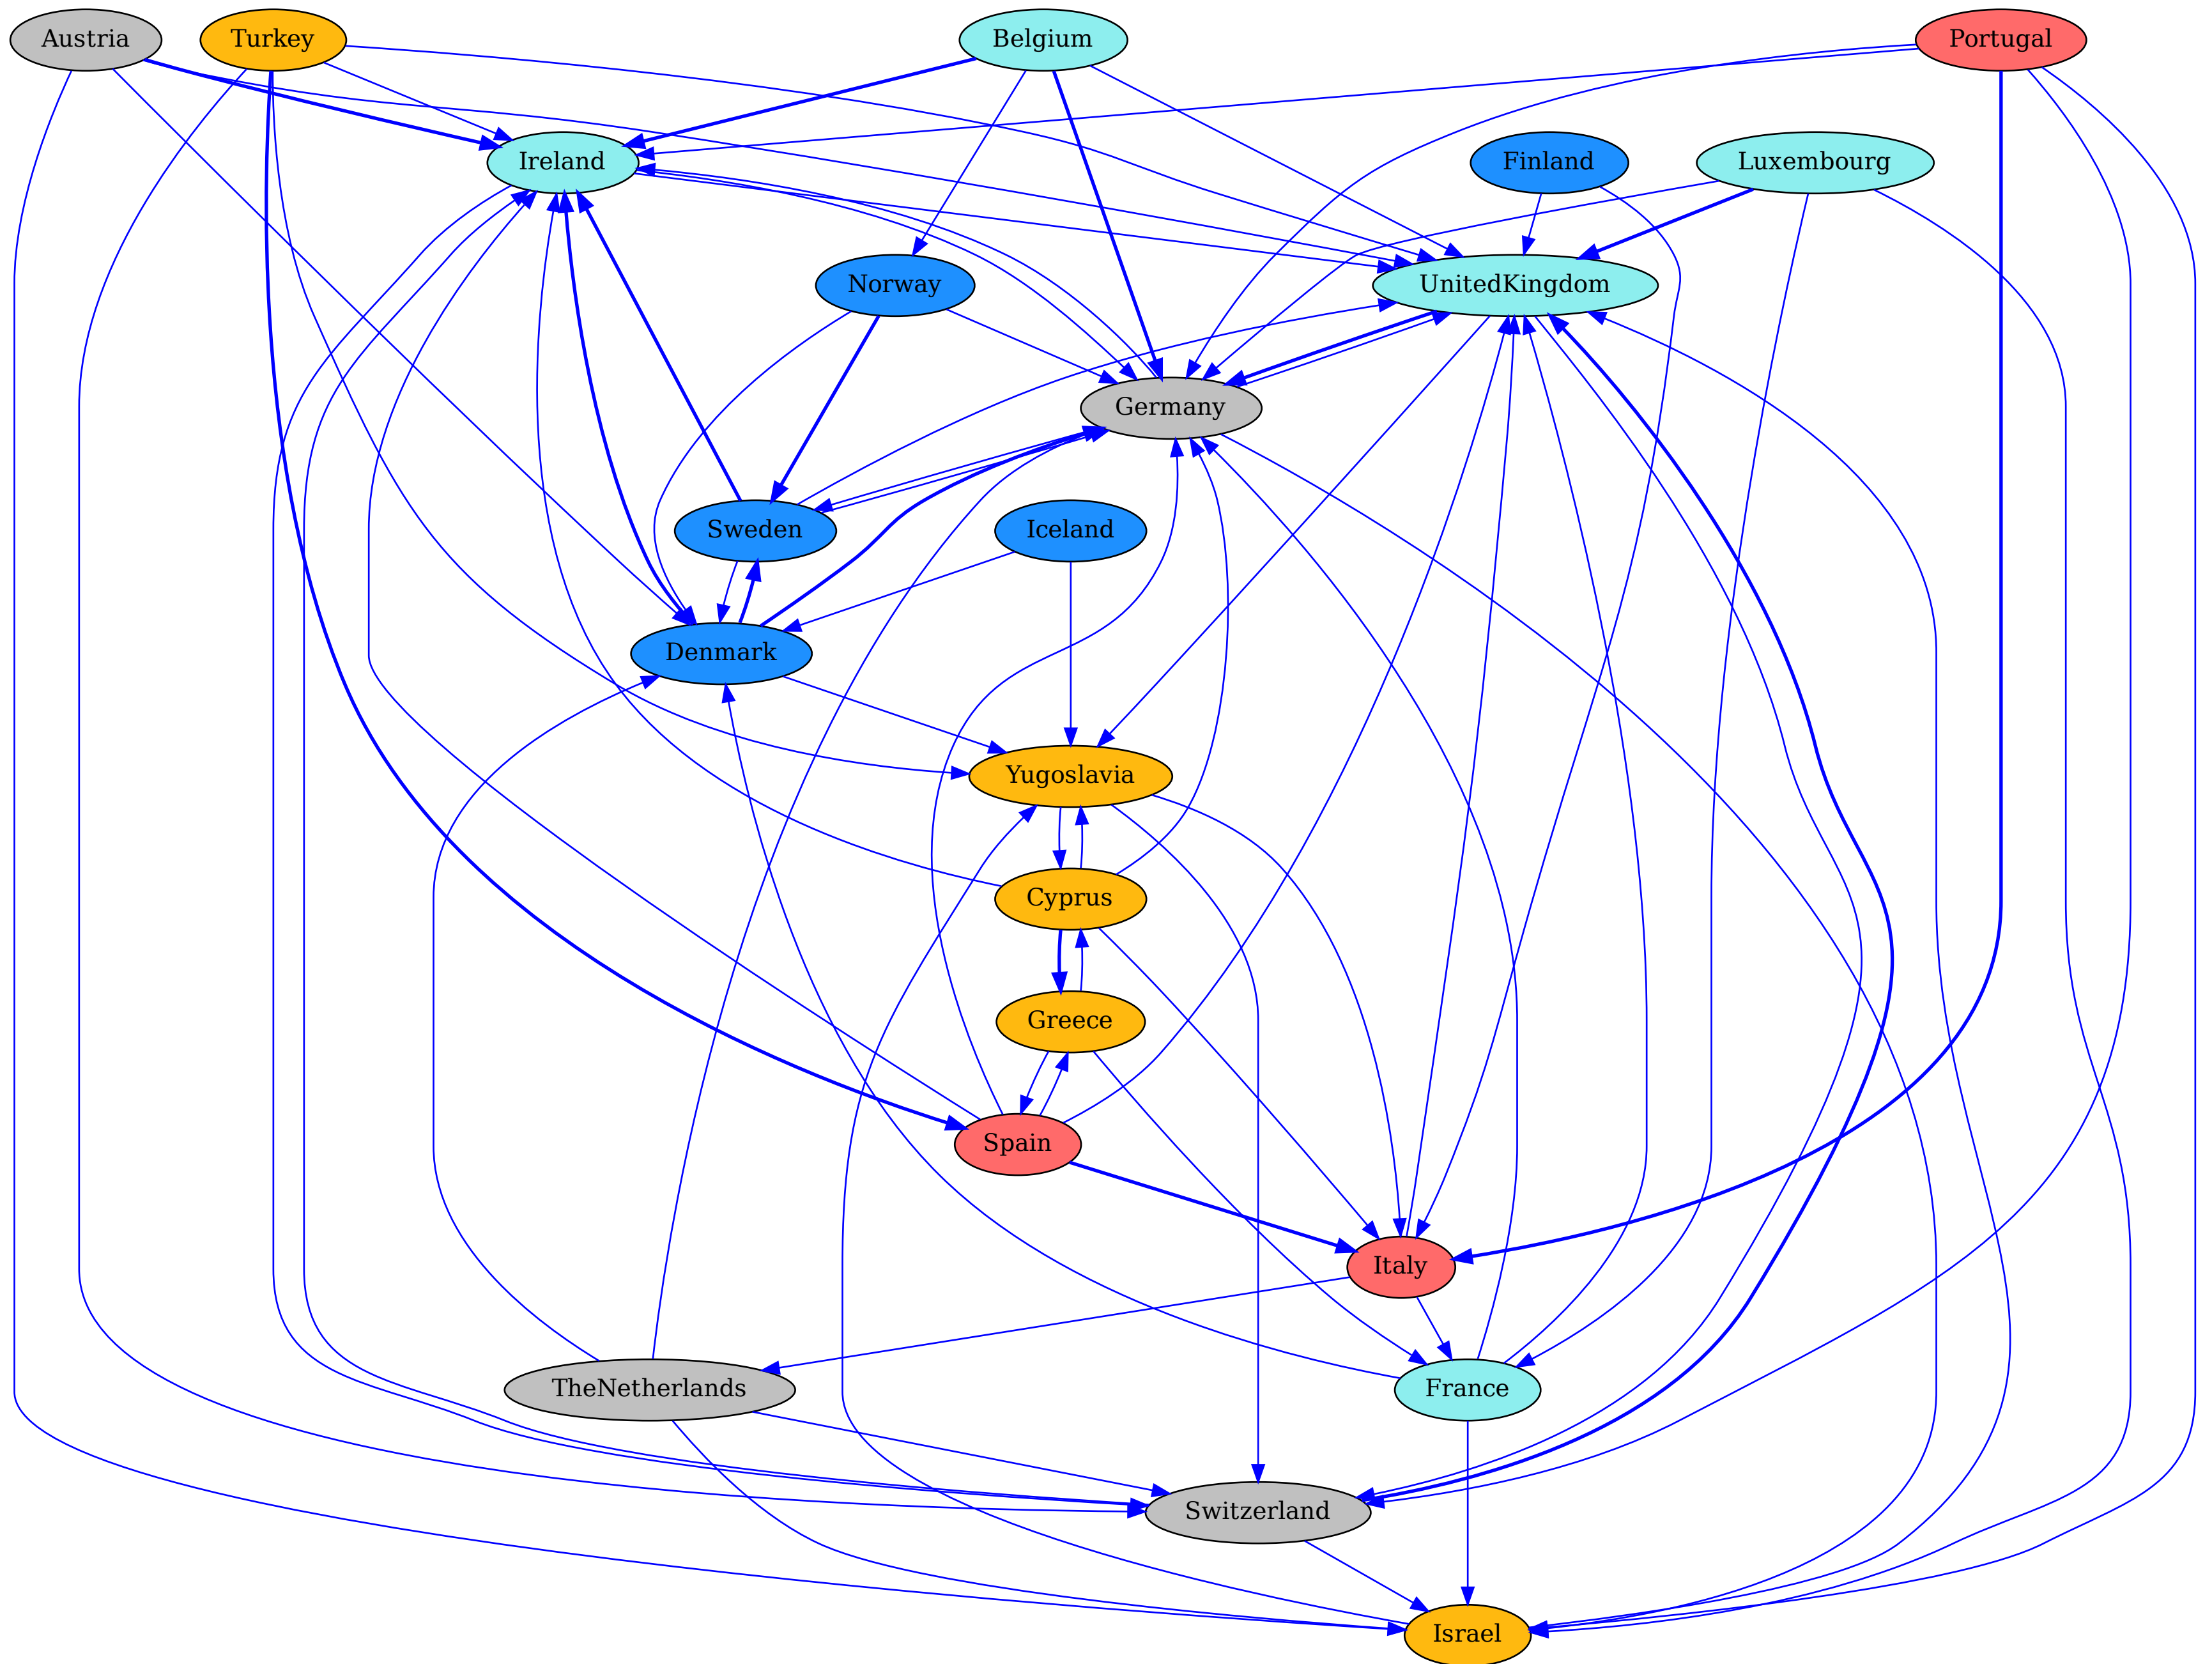 Austria
Turkey
Belgium
Portugal
Ireland
Finland
Luxembourg
Norway
UnitedKingdom
Germany
Sweden
Iceland
Denmark
Yugoslavia
Cyprus
Greece
Spain
Italy
TheNetherlands
France
Switzerland
Israel